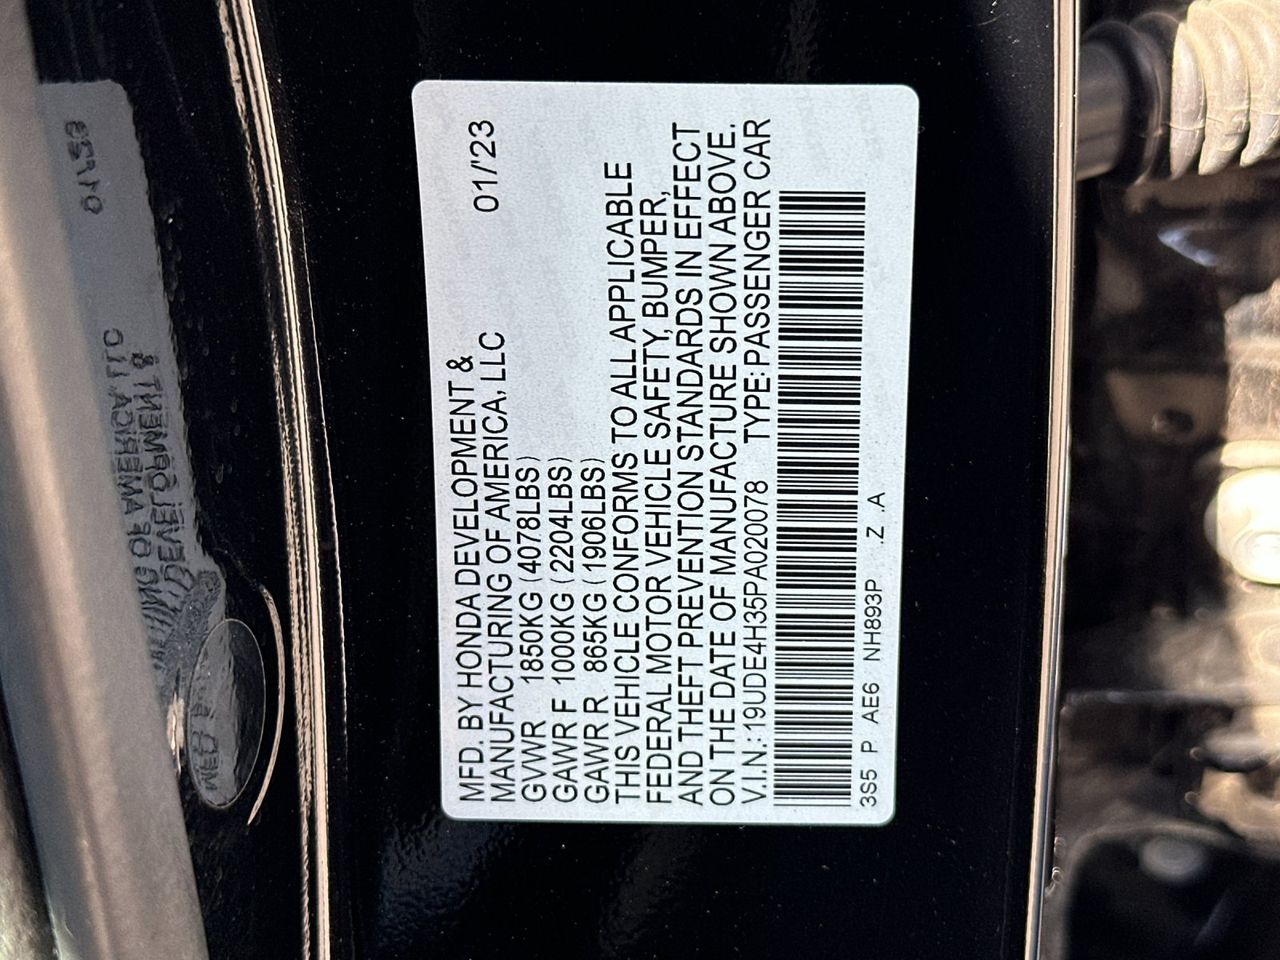 MFD. BY HONDA DEVELOPMENT &
MANUFACTURING OF AMERICA, LLC 01/'23
GVWR 1850KG (4078LBS)
GAWR F 1000KG (2204LBS)
GAWR R 865KG (1906LBS)
THIS VEHICLE CONFORMS TO ALL APPLICABLE
FEDERAL MOTOR VEHICLE SAFETY, BUMPER,
AND THEFT PREVENTION STANDARDS IN EFFECT
ON THE DATE OF MANUFACTURE SHOWN ABOVE.
V.I.N.: 19UDE4H35PA020078 TYPE: PASSENGER CAR
3S5 P AE6 NH893P .Z .A